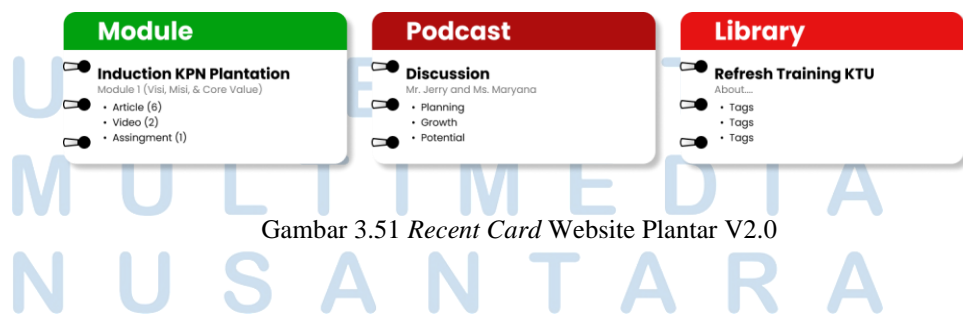 Module
Induction KPN Plantation
Module 1 (Visi, Misi, & Core Value)
• Article (6)
• Video (2)
• Assingment (1)
Podcast
Discussion
Mr. Jerry and Ms. Maryana
• Planning
• Growth
• Potential
Library
Refresh Training KTU
About....
• Tags
• Tags
• Tags
MULTIMEDIA
Gambar 3.51 Recent Card Website Plantar V2.0
NUSANTARA